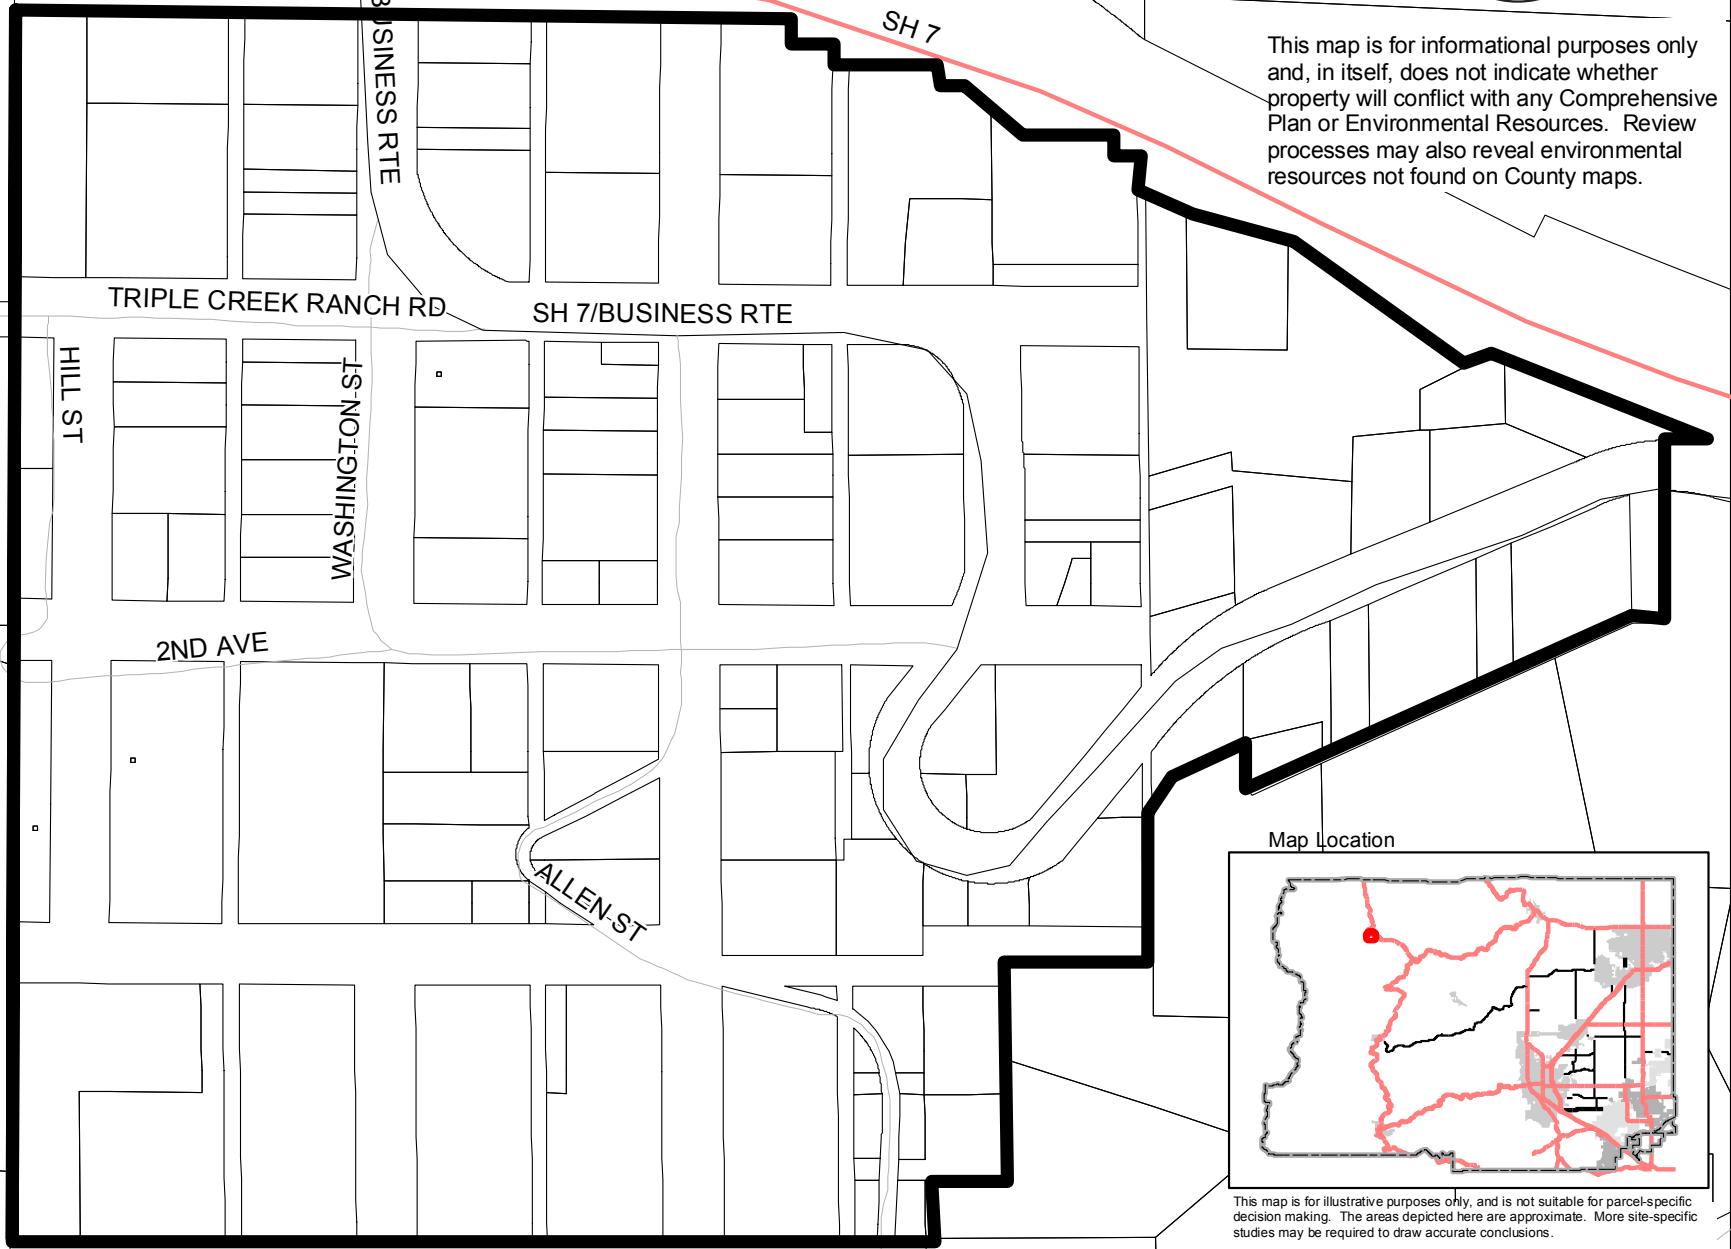 SH 7
BUSINESS RTE
This map is for informational purposes only
and, in itself, does not indicate whether
property will conflict with any Comprehensive
Plan or Environmental Resources. Review
processes may also reveal environmental
resources not found on County maps.
TRIPLE CREEK RANCH RD
SH 7/BUSINESS RTE
HILL ST
WASHINGTON ST
2ND AVE
ALLEN ST
Map Location
This map is for illustrative purposes only, and is not suitable for parcel-specific
decision making. The areas depicted here are approximate. More site-specific
studies may be required to draw accurate conclusions.